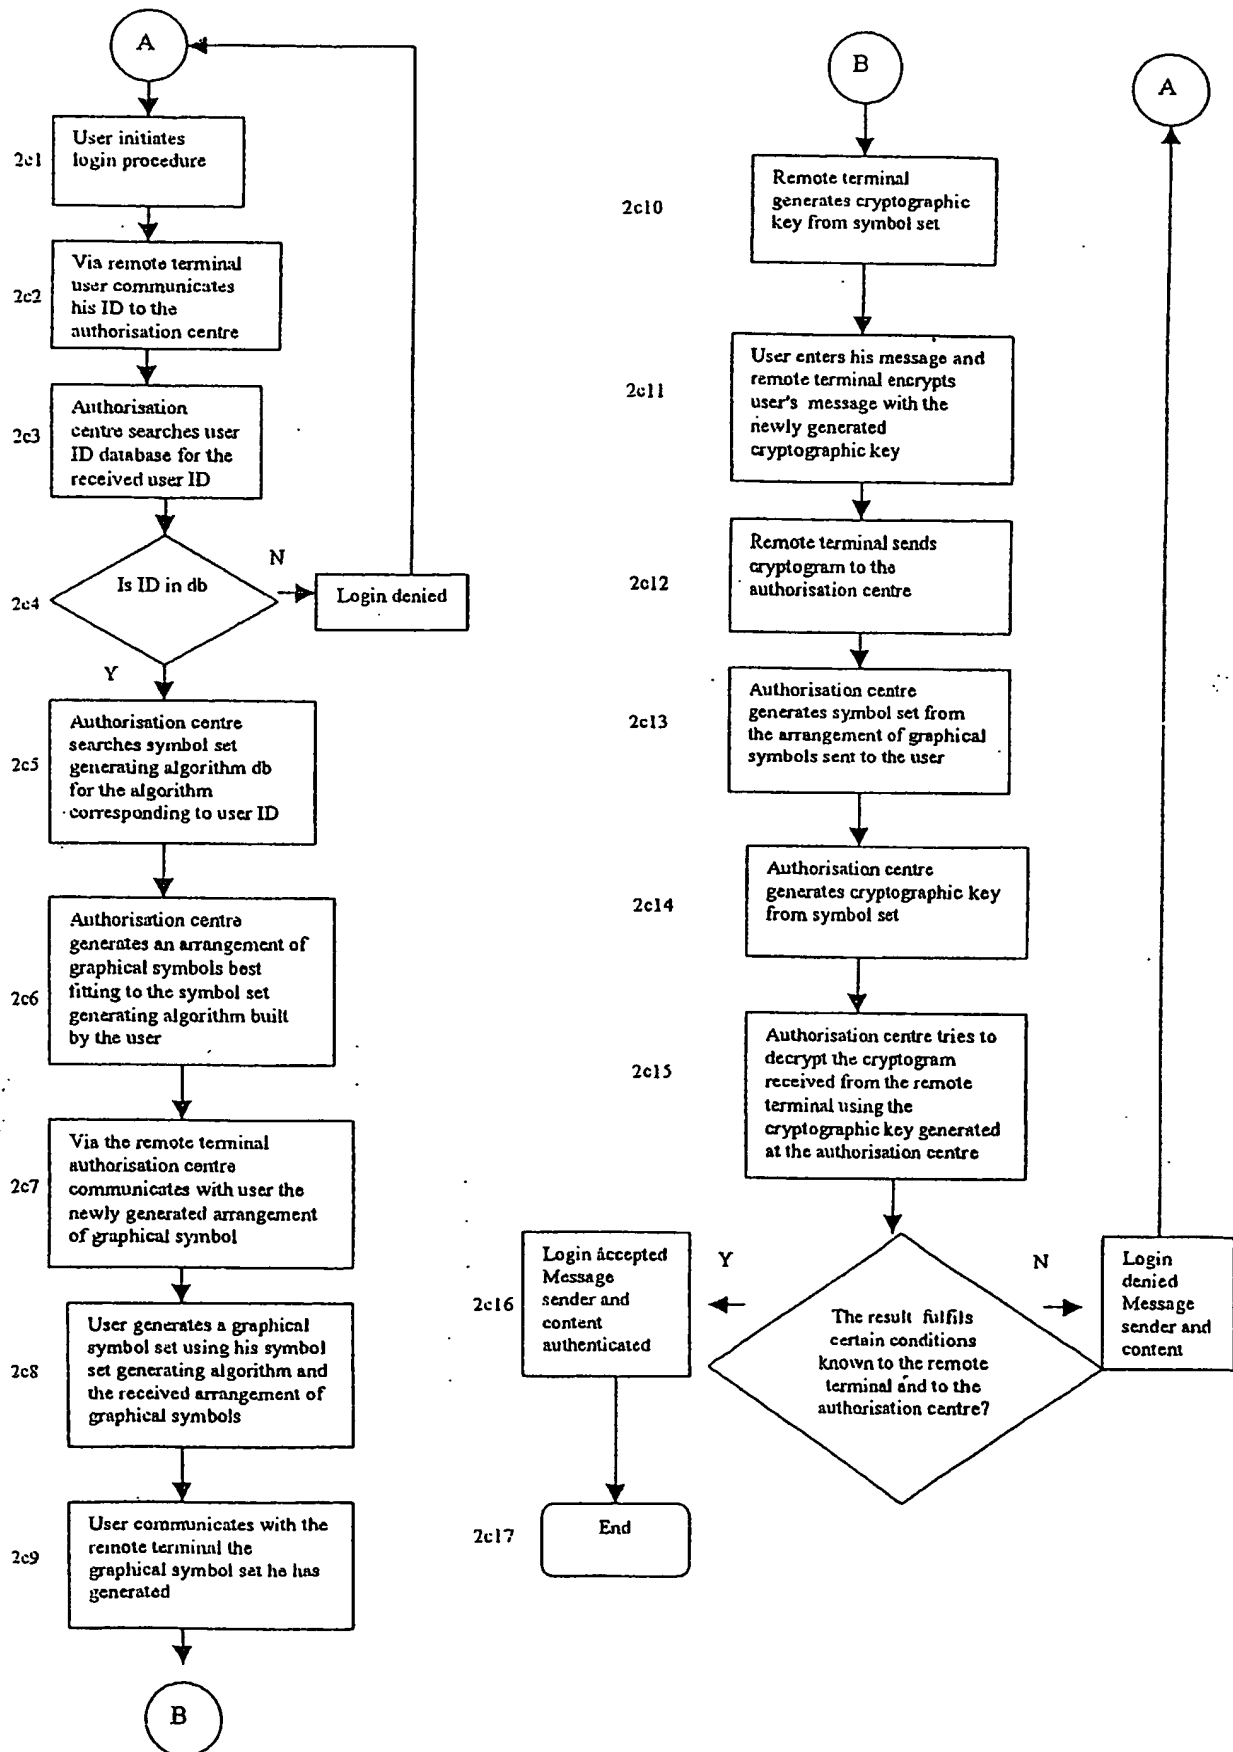 A
2c1
User initiates
login procedure
2c2
Via remote terminal
user communicates
his ID to the
authorisation centre
2c3
Authorisation
centre searches user
ID database for the
received user ID
2c4
Is ID in db
N
Login denied
Y
2c5
Authorisation centre
searches symbol set
generating algorithm db
for the algorithm
corresponding to user ID
2c6
Authorisation centre
generates an arrangement of
graphical symbols best
fitting to the symbol set
generating algorithm built
by the user
2c7
Via the remote terminal
authorisation centre
communicates with user the
newly generated arrangement
of graphical symbol
2c8
User generates a graphical
symbol set using his symbol
set generating algorithm and
the received arrangement of
graphical symbols
2c9
User communicates with the
remote terminal the
graphical symbol set he has
generated
B
B
2c10
Remote terminal
generates cryptographic
key from symbol set
2c11
User enters his message and
remote terminal encrypts
user's message with the
newly generated
cryptographic key
2c12
Remote terminal sends
cryptogram to the
authorisation centre
2c13
Authorisation centre
generates symbol set from
the arrangement of graphical
symbols sent to the user
2c14
Authorisation centre
generates cryptographic key
from symbol set
2c15
Authorisation centre tries to
decrypt the cryptogram
received from the remote
terminal using the
cryptographic key generated
at the authorisation centre
The result fulfils
certain conditions
known to the remote
terminal and to the
authorisation centre?
Y
2c16
Login accepted
Message
sender and
content
authenticated
2c17
End
N
Login
denied
Message
sender and
content
A